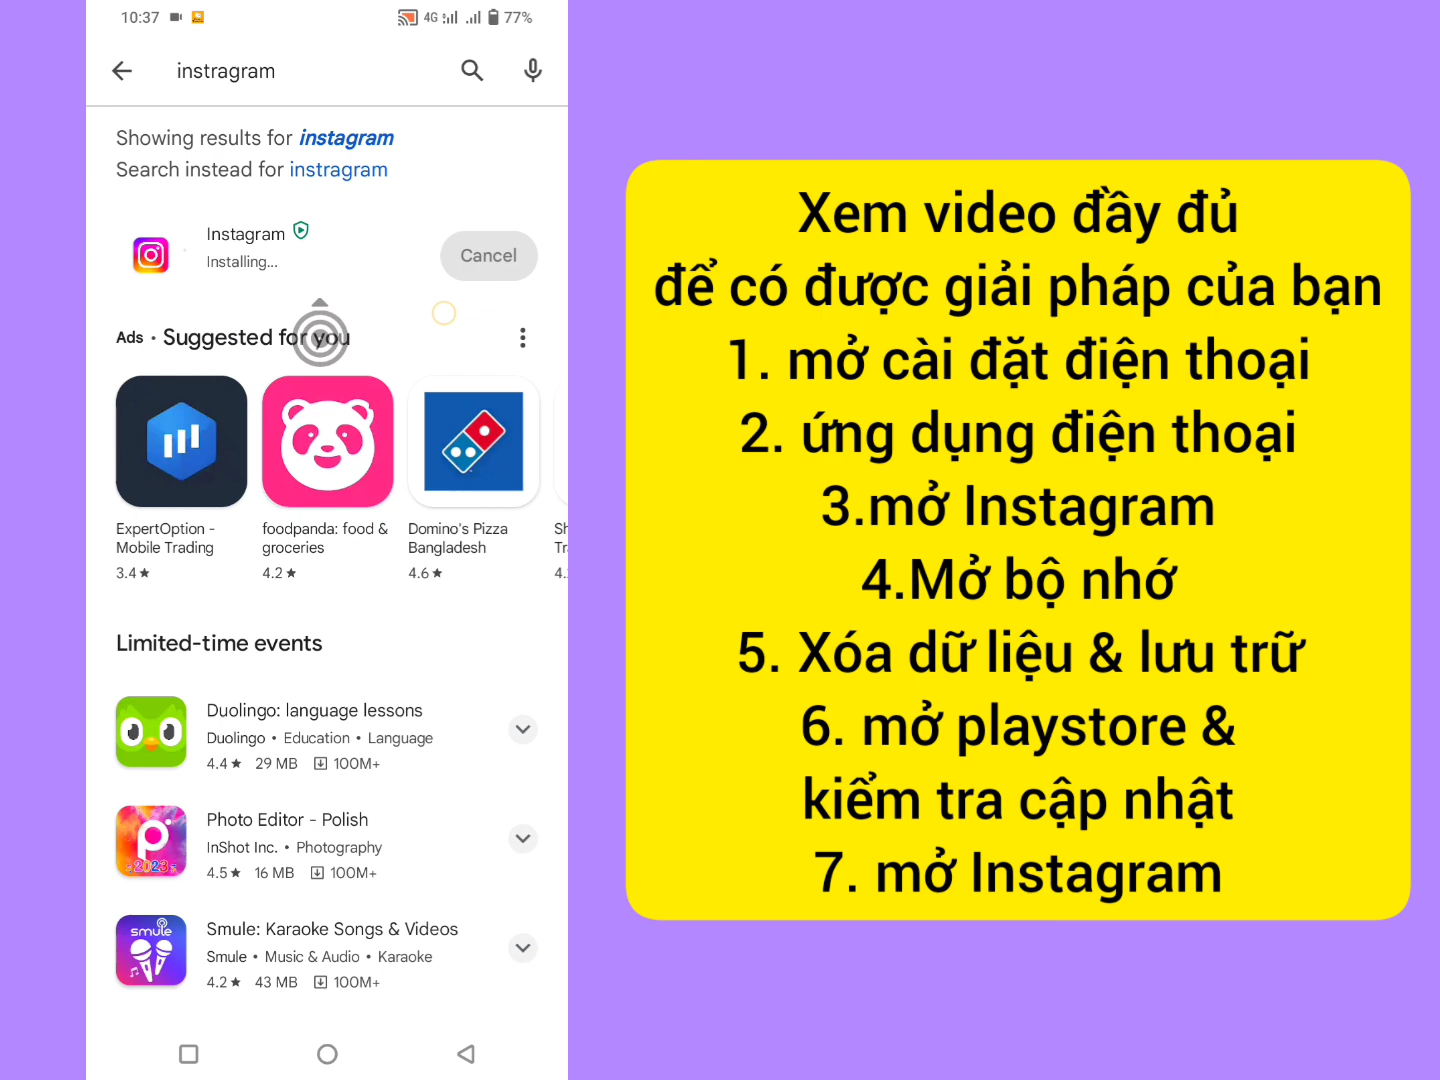 10:37
4G
77%
instragram
Showing results for instagram
Search instead for instragram
Instagram
Installing...
Cancel
Ads • Suggested for you
ExpertOption -
Mobile Trading
3.4★
foodpanda: food &
groceries
4.2★
Domino's Pizza
Bangladesh
4.6★
Limited-time events
Duolingo: language lessons
Duolingo • Education • Language
4.4★ 29 MB 100M+
2023
Photo Editor - Polish
InShot Inc. • Photography
4.5★ 16 MB 100M+
smule
Smule: Karaoke Songs & Videos
Smule • Music & Audio • Karaoke
4.2★ 43 MB 100M+
Xem video đầy đủ
để có được giải pháp của bạn
1. mở cài đặt điện thoại
2. ứng dụng điện thoại
3.mở Instagram
4.Mở bộ nhớ
5. Xóa dữ liệu & lưu trữ
6. mở playstore &
kiểm tra cập nhật
7. mở Instagram